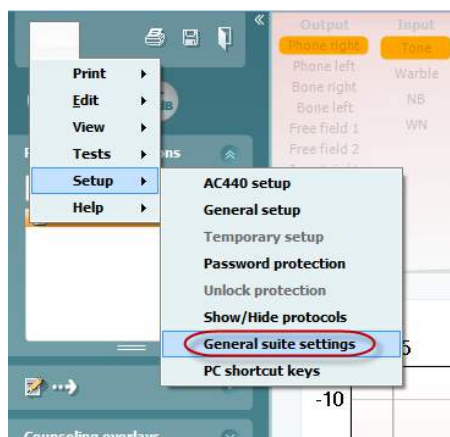 Output Input
Phone right Tone
Phone left Warble
Bone right NB
Bone left WN
Free field 1
Free field 2
Print
Edit
View
Tests
Setup
Help
AC440 setup
General setup
Temporary setup
Password protection
Unlock protection
Show/Hide protocols
General suite settings
PC shortcut keys
-10
Counseling overlays